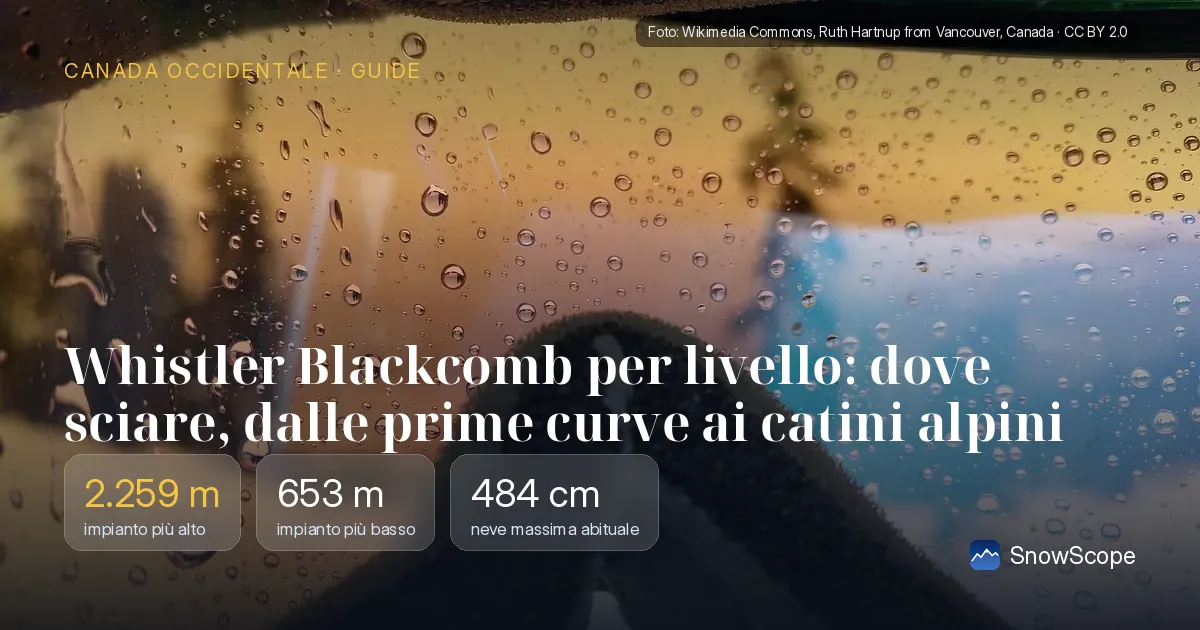 Foto: Wikimedia Commons, Ruth Hartnup from Vancouver, Canada · CC BY 2.0
CANADA OCCIDENTALE · GUIDE
Whistler Blackcomb per livello: dove
sciare, dalle prime curve ai catini alpini
2.259 m
impianto più alto
653 m
impianto più basso
484 cm
neve massima abituale
SnowScope